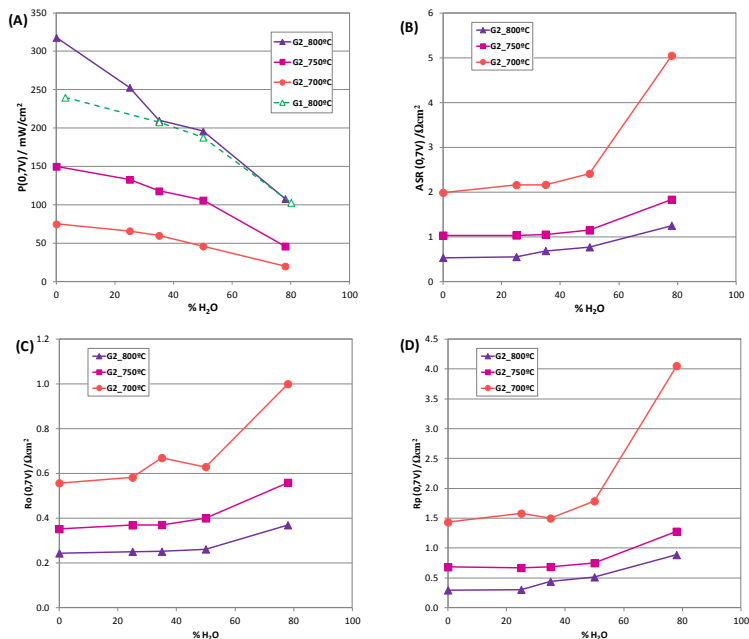 (A)
P(0,7V) / mW/cm²
350
300
250
200
150
100
50
0
0 20 40 60 80 100
% H₂O
G2_800ºC
G2_750ºC
G2_700ºC
G1_800ºC
(B)
ASR (0,7V) /Ωcm²
6
5
4
3
2
1
0
0 20 40 60 80 100
% H₂O
G2_800ºC
G2_750ºC
G2_700ºC
(C)
Ro (0,7V) /Ωcm²
1.2
1.0
0.8
0.6
0.4
0.2
0.0
0 20 40 60 80 100
% H₂O
G2_800ºC
G2_750ºC
G2_700ºC
(D)
Rp (0,7V) /Ωcm²
4.5
4.0
3.5
3.0
2.5
2.0
1.5
1.0
0.5
0.0
0 20 40 60 80 100
% H₂O
G2_800ºC
G2_750ºC
G2_700ºC